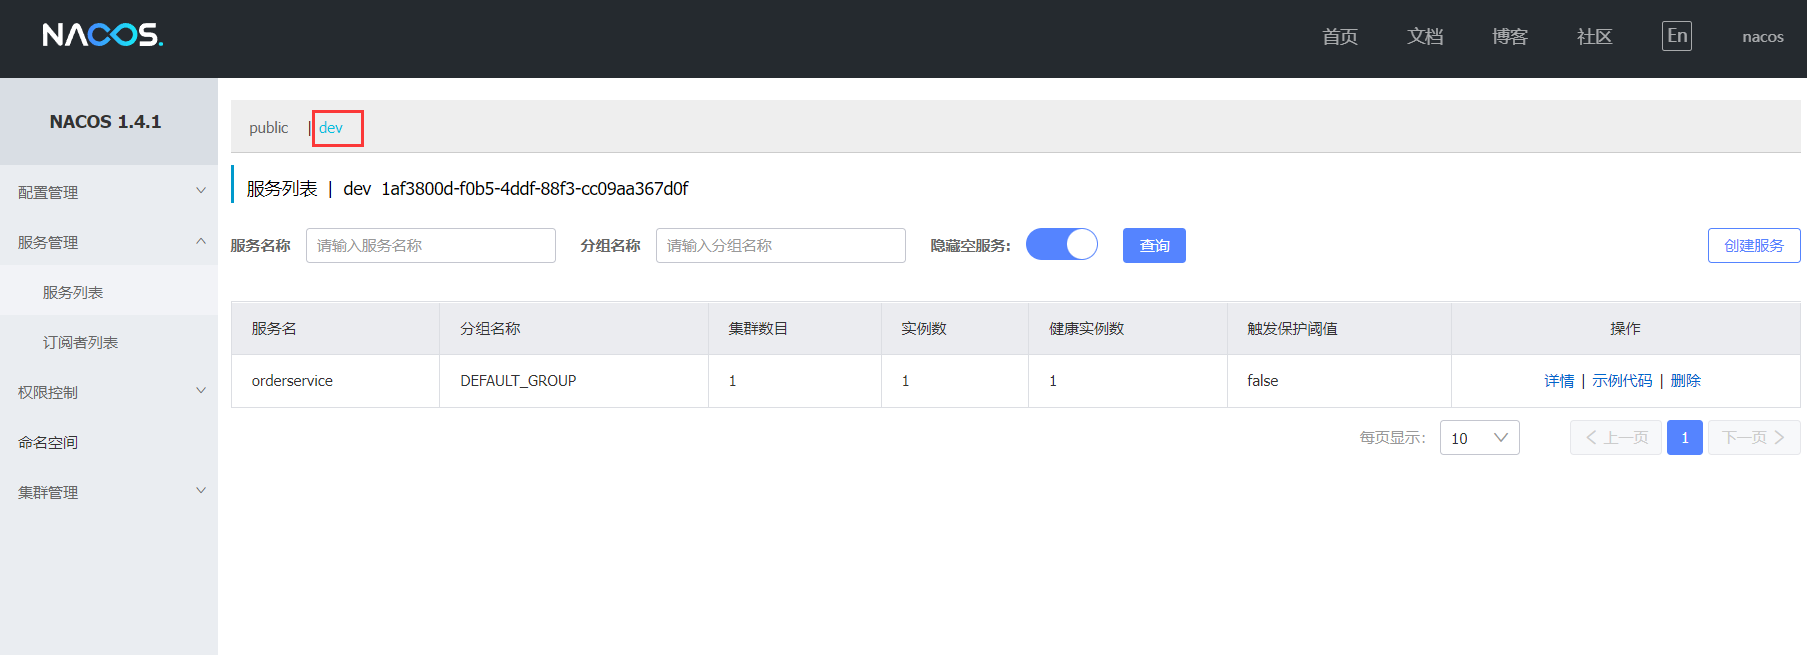 NACOS.
首页 文档 博客 社区 En nacos
NACOS 1.4.1
配置管理
服务管理
服务列表
订阅者列表
权限控制
命名空间
集群管理
public | dev
服务列表 | dev 1af3800d-f0b5-4ddf-88f3-cc09aa367d0f
服务名称 请输入服务名称 分组名称 请输入分组名称 隐藏空服务: 查询 创建服务
服务名 分组名称 集群数目 实例数 健康实例数 触发保护阈值 操作
orderservice DEFAULT_GROUP 1 1 1 false 详情 | 示例代码 | 删除
每页显示: 10 上一页 1 下一页